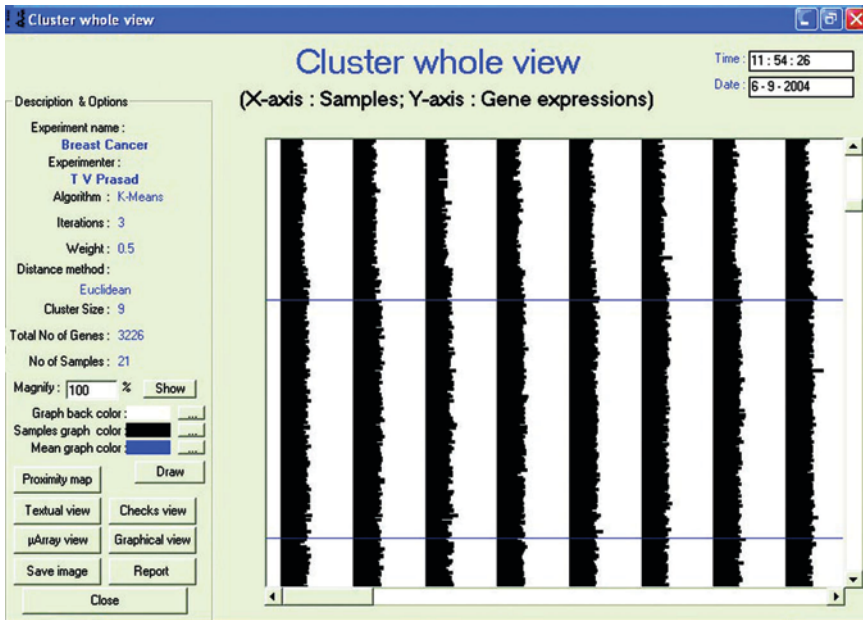 Cluster whole view
Cluster whole view
Time : 11 : 54 : 26
Date : 6 - 9 - 2004
(X-axis : Samples; Y-axis : Gene expressions)
Description & Options
Experiment name :
Breast Cancer
Experimenter :
T V Prasad
Algorithm : K-Means
Iterations : 3
Weight : 0.5
Distance method :
Euclidean
Cluster Size : 9
Total No of Genes : 3226
No of Samples : 21
Magnify : 100 % Show
Graph back color : ...
Samples graph color : ...
Mean graph color : ...
Draw
Proximity map
Textual view Checks view
µArray view Graphical view
Save image Report
Close